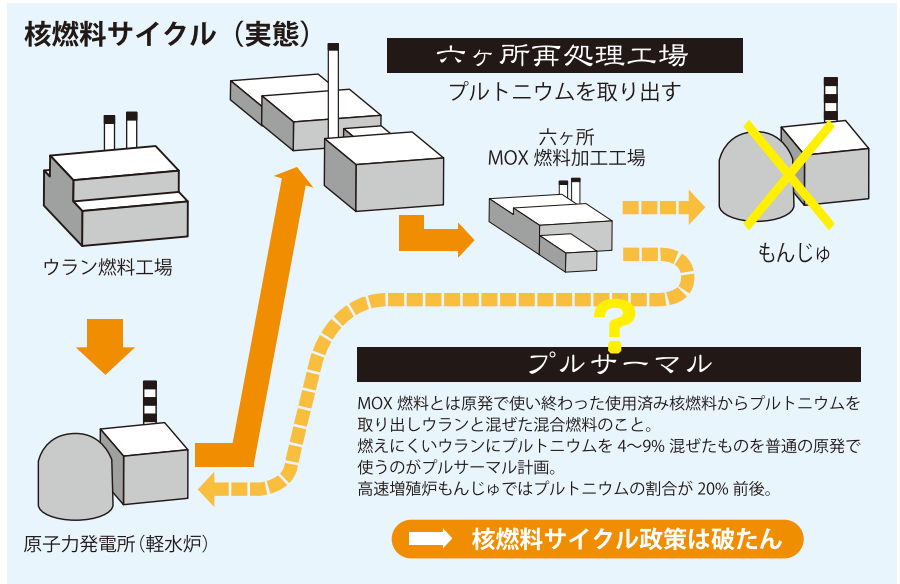 核燃料サイクル（実態）
六ヶ所再処理工場
プルトニウムを取り出す
六ヶ所
MOX 燃料加工工場
もんじゅ
ウラン燃料工場
?
プルサーマル
MOX 燃料とは原発で使い終わった使用済み核燃料からプルトニウムを
取り出しウランと混ぜた混合燃料のこと。
燃えにくいウランにプルトニウムを 4〜9% 混ぜたものを普通の原発で
使うのがプルサーマル計画。
高速増殖炉もんじゅではプルトニウムの割合が 20% 前後。
原子力発電所（軽水炉）
核燃料サイクル政策は破たん